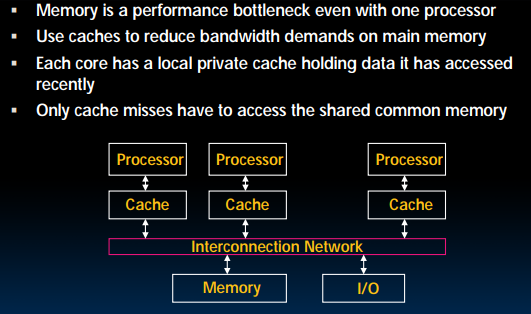 ▪ Memory is a performance bottleneck even with one processor
▪ Use caches to reduce bandwidth demands on main memory
▪ Each core has a local private cache holding data it has accessed
recently
▪ Only cache misses have to access the shared common memory
Processor Processor Processor
Cache Cache Cache
Interconnection Network
Memory I/O